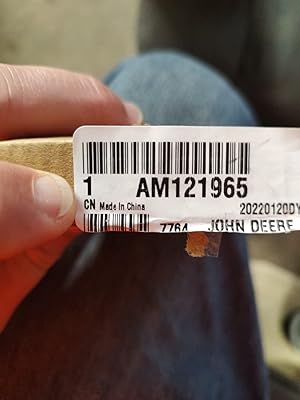 1 AM121965
CN Made In China 20220120DY
7764 JOHN DEERE